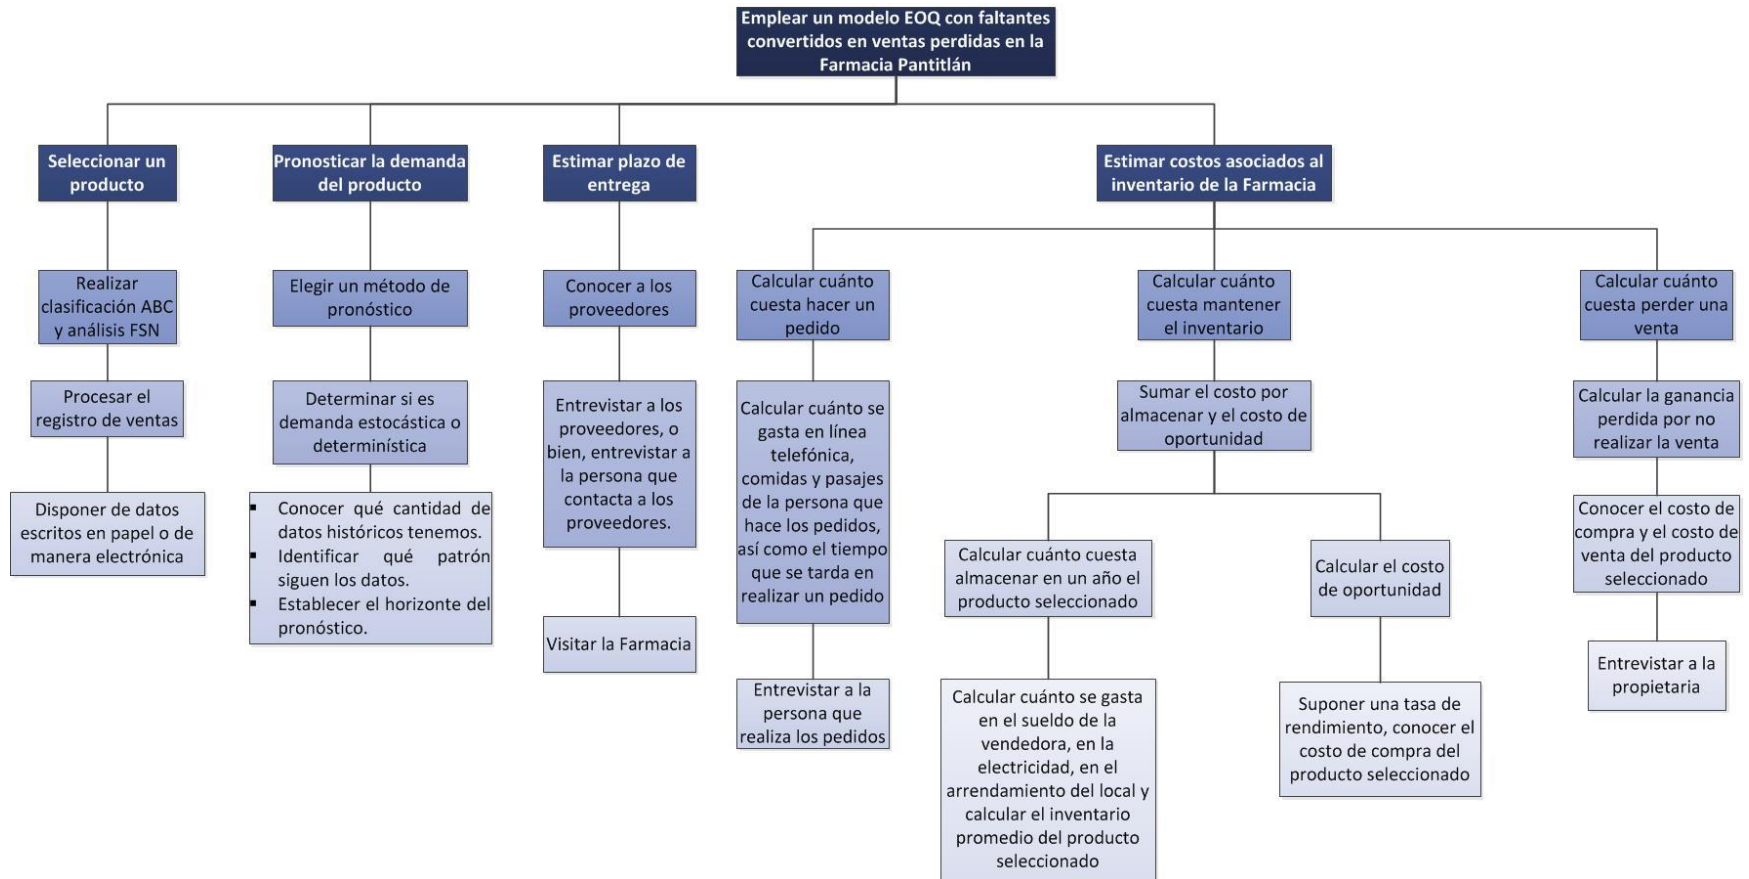 Emplear un modelo EOQ con faltantes
convertidos en ventas perdidas en la
Farmacia Pantitlán
Seleccionar un
producto
Pronosticar la demanda
del producto
Estimar plazo de
entrega
Estimar costos asociados al
inventario de la Farmacia
Realizar
clasificación ABC
y análisis FSN
Elegir un método de
pronóstico
Conocer a los
proveedores
Calcular cuánto
cuesta hacer un
pedido
Calcular cuánto
cuesta mantener
el inventario
Calcular cuánto
cuesta perder una
venta
Procesar el
registro de ventas
Determinar si es
demanda estocástica o
determinística
Entrevistar a los
proveedores, o
bien, entrevistar a
la persona que
contacta a los
proveedores.
Calcular cuánto se
gasta en línea
telefónica,
comidas y pasajes
de la persona que
hace los pedidos,
así como el tiempo
que se tarda en
realizar un pedido
Sumar el costo por
almacenar y el costo de
oportunidad
Calcular la ganancia
perdida por no
realizar la venta
Disponer de datos
escritos en papel o de
manera electrónica
▪ Conocer qué cantidad de
datos históricos tenemos.
▪ Identificar qué patrón
siguen los datos.
▪ Establecer el horizonte del
pronóstico.
Visitar la Farmacia
Entrevistar a la
persona que
realiza los pedidos
Calcular cuánto cuesta
almacenar en un año el
producto seleccionado
Calcular el costo
de oportunidad
Conocer el costo de
compra y el costo de
venta del producto
seleccionado
Calcular cuánto se gasta
en el sueldo de la
vendedora, en la
electricidad, en el
arrendamiento del local y
calcular el inventario
promedio del producto
seleccionado
Suponer una tasa de
rendimiento, conocer el
costo de compra del
producto seleccionado
Entrevistar a la
propietaria